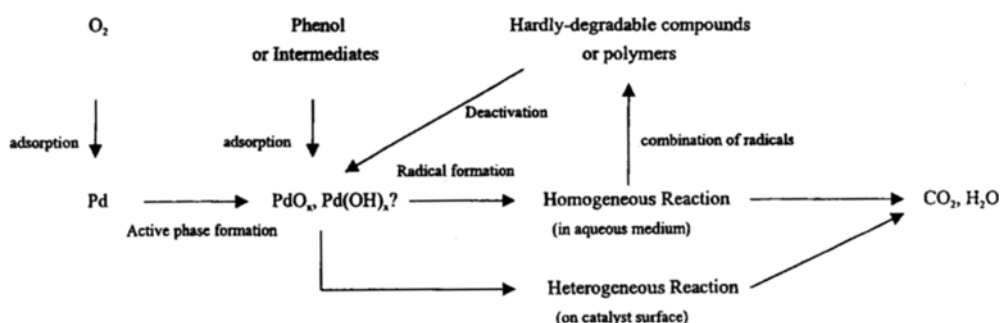 O₂ Phenol Hardly-degradable compounds
or Intermediates or polymers
Deactivation
adsorption adsorption combination of radicals
Radical formation
Pd PdOₓ, Pd(OH)ₓ? Homogeneous Reaction CO₂, H₂O
Active phase formation (in aqueous medium)
Heterogeneous Reaction
(on catalyst surface)